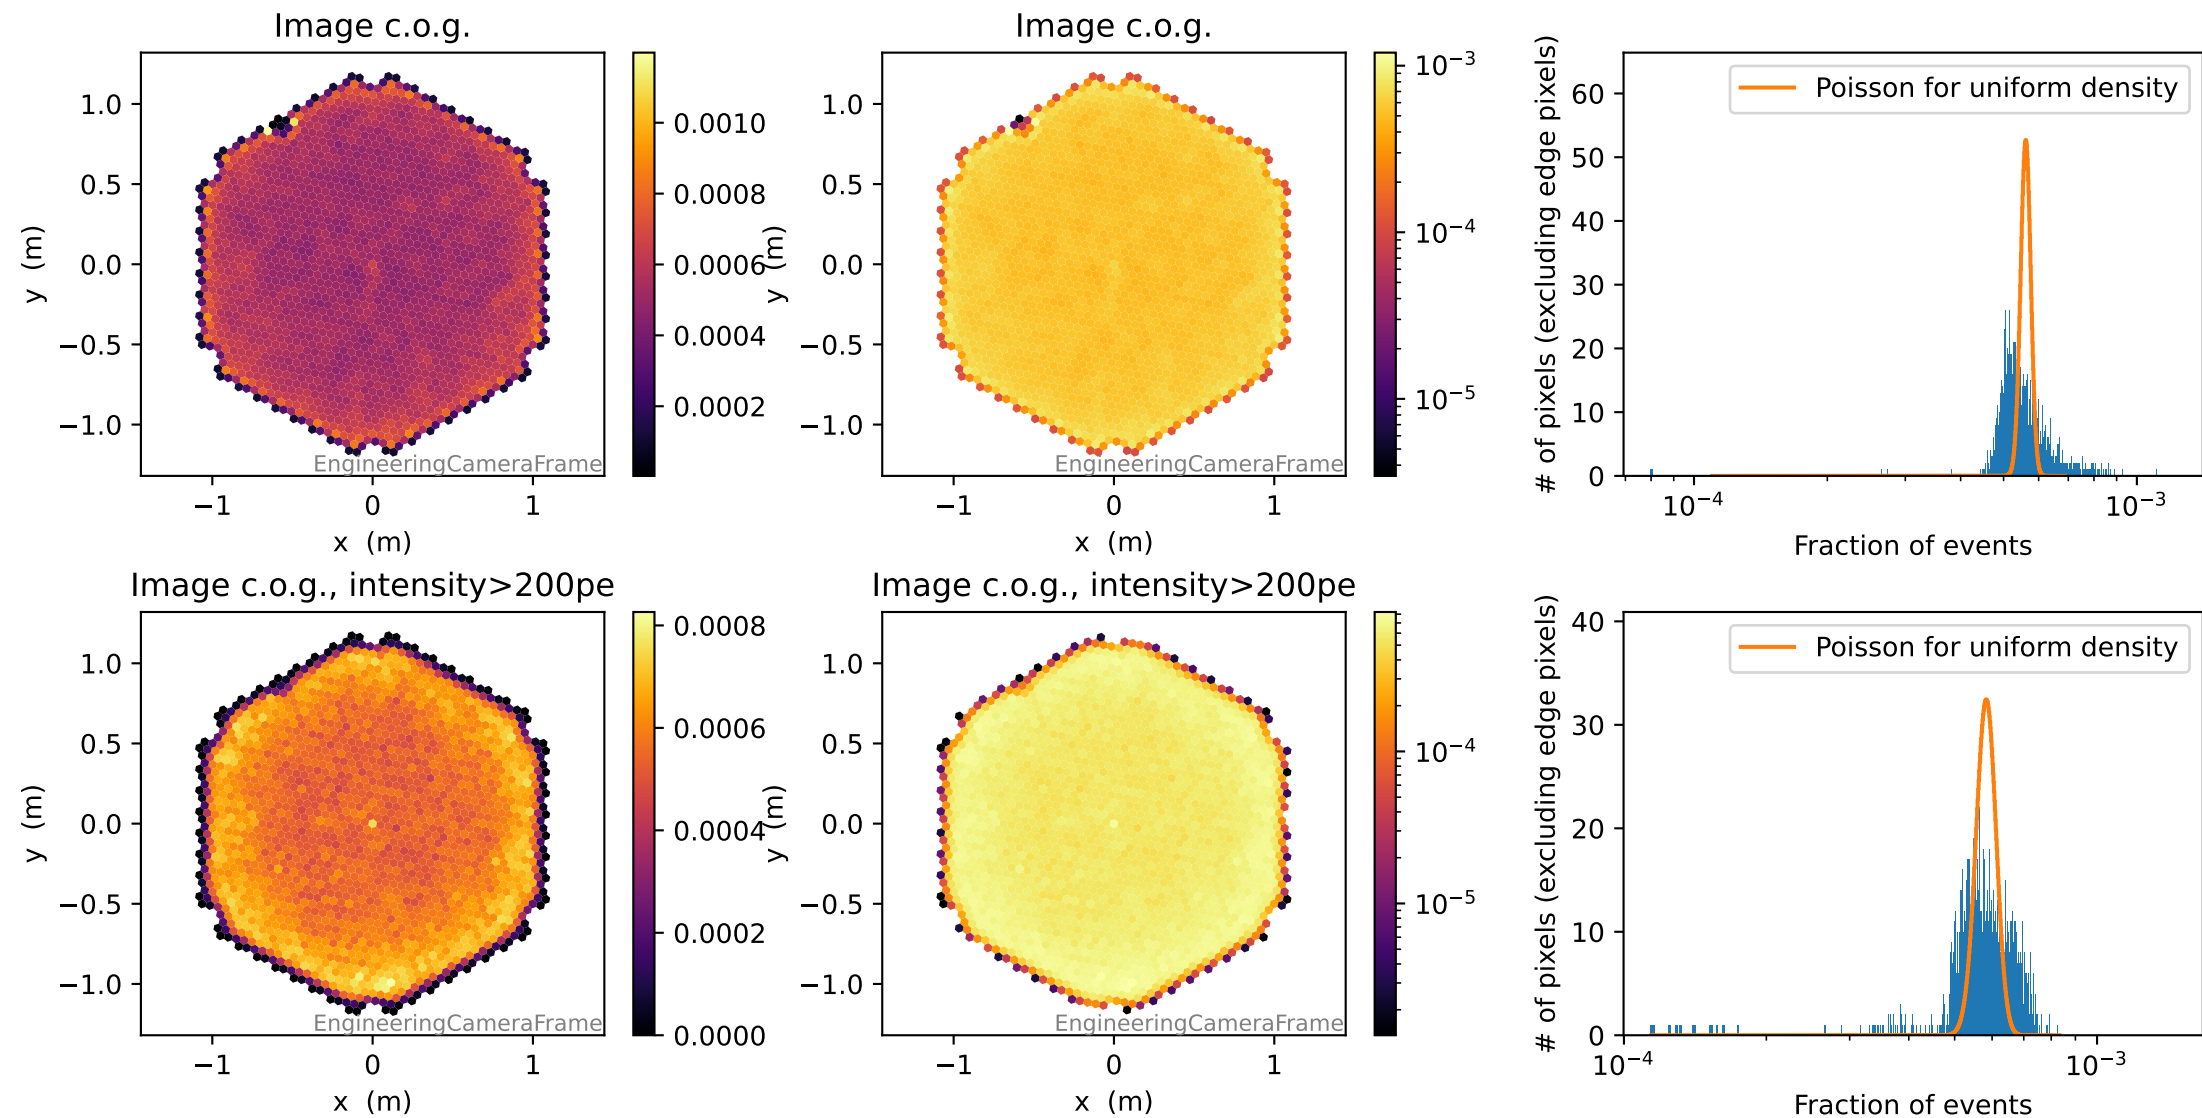 Image c.o.g.
y (m)
1.0
0.5
0.0
−0.5
−1.0
−1
0
1
x (m)
EngineeringCameraFrame
0.0010
0.0008
0.0006
0.0004
0.0002
Image c.o.g.
y (m)
1.0
0.5
0.0
−0.5
−1.0
−1
0
1
x (m)
EngineeringCameraFrame
10⁻³
10⁻⁴
10⁻⁵
# of pixels (excluding edge pixels)
60
50
40
30
20
10
0
Poisson for uniform density
10⁻⁴
10⁻³
Fraction of events
Image c.o.g., intensity>200pe
y (m)
1.0
0.5
0.0
−0.5
−1.0
−1
0
1
x (m)
EngineeringCameraFrame
0.0008
0.0006
0.0004
0.0002
0.0000
Image c.o.g., intensity>200pe
y (m)
1.0
0.5
0.0
−0.5
−1.0
−1
0
1
x (m)
EngineeringCameraFrame
10⁻⁴
10⁻⁵
# of pixels (excluding edge pixels)
40
30
20
10
0
Poisson for uniform density
10⁻⁴
10⁻³
Fraction of events